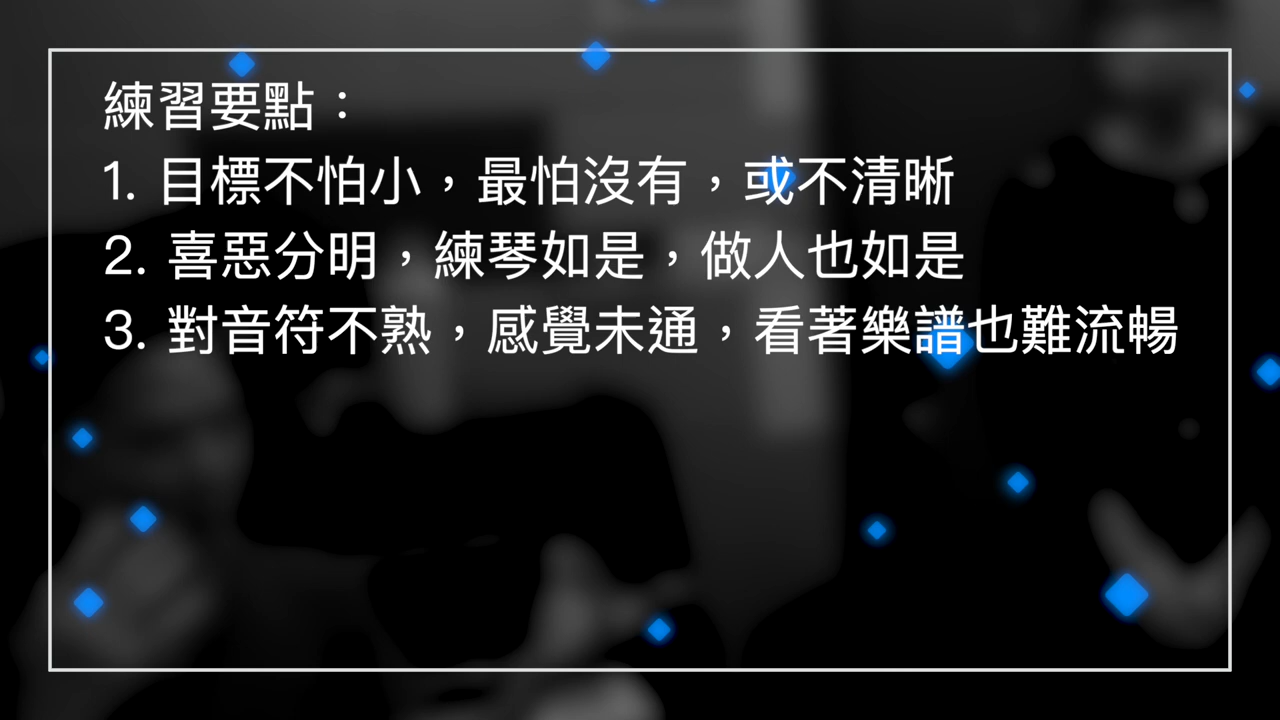 練習要點：
1. 目標不怕小，最怕沒有，或不清晰
2. 喜惡分明，練琴如是，做人也如是
3. 對音符不熟，感覺未通，看著樂譜也難流暢